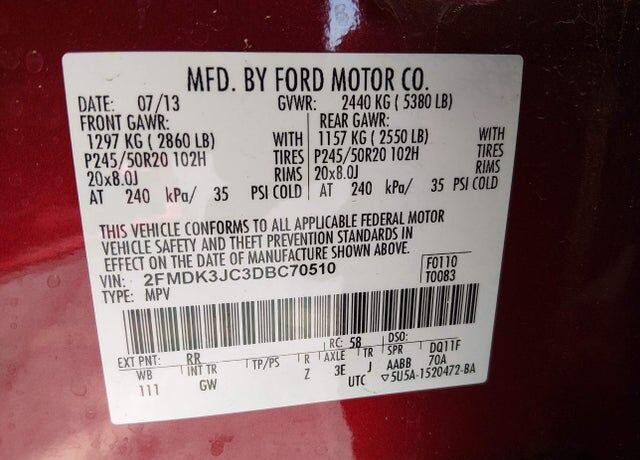 MFD. BY FORD MOTOR CO.
DATE: 07/13 GVWR: 2440 KG ( 5380 LB)
FRONT GAWR: REAR GAWR:
1297 KG ( 2860 LB) WITH 1157 KG ( 2550 LB) WITH
P245/50R20 102H TIRES P245/50R20 102H TIRES
20x8.0J RIMS 20x8.0J RIMS
AT 240 kPa/ 35 PSI COLD AT 240 kPa/ 35 PSI COLD
THIS VEHICLE CONFORMS TO ALL APPLICABLE FEDERAL MOTOR
VEHICLE SAFETY AND THEFT PREVENTION STANDARDS IN
EFFECT ON THE DATE OF MANUFACTURE SHOWN ABOVE.
VIN: 2FMDK3JC3DBC70510 F0110
TYPE: MPV T0083
EXT PNT: RR RC: 58 DSO:
WB INT TR TP/PS R AXLE TR SPR DQ11F
111 GW Z 3E J AABB 70A
UTC ▽5U5A-1520472-BA